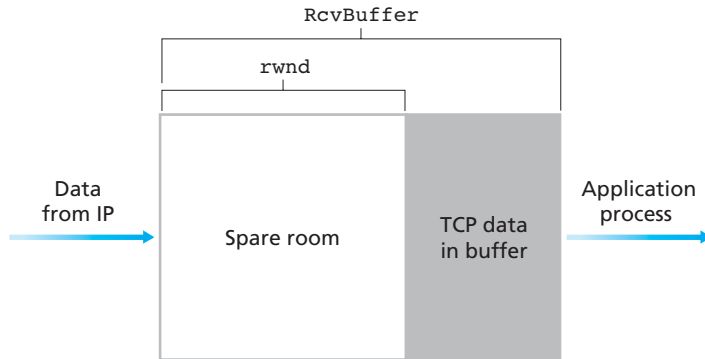 RcvBuffer
rwnd
Data
from IP
Spare room
TCP data
in buffer
Application
process